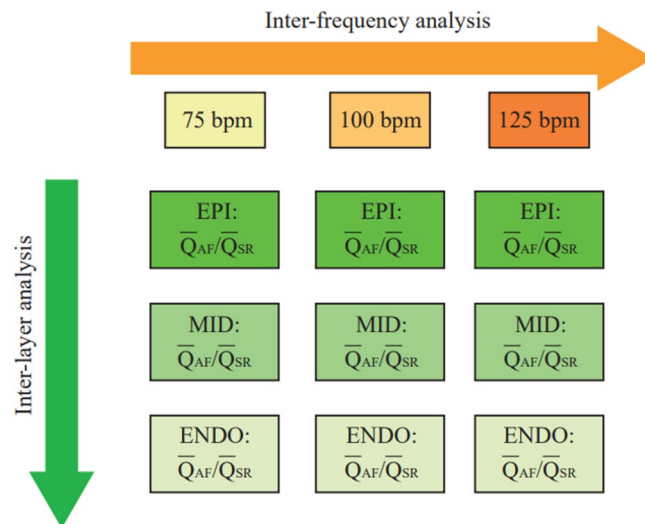 Inter-frequency analysis
75 bpm
100 bpm
125 bpm
Inter-layer analysis
EPI:
Q̅AF/Q̅SR
EPI:
Q̅AF/Q̅SR
EPI:
Q̅AF/Q̅SR
MID:
Q̅AF/Q̅SR
MID:
Q̅AF/Q̅SR
MID:
Q̅AF/Q̅SR
ENDO:
Q̅AF/Q̅SR
ENDO:
Q̅AF/Q̅SR
ENDO:
Q̅AF/Q̅SR